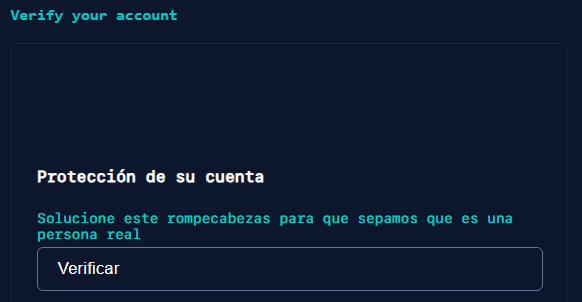 Verify your account
Protección de su cuenta
Solucione este rompecabezas para que sepamos que es una
persona real
Verificar